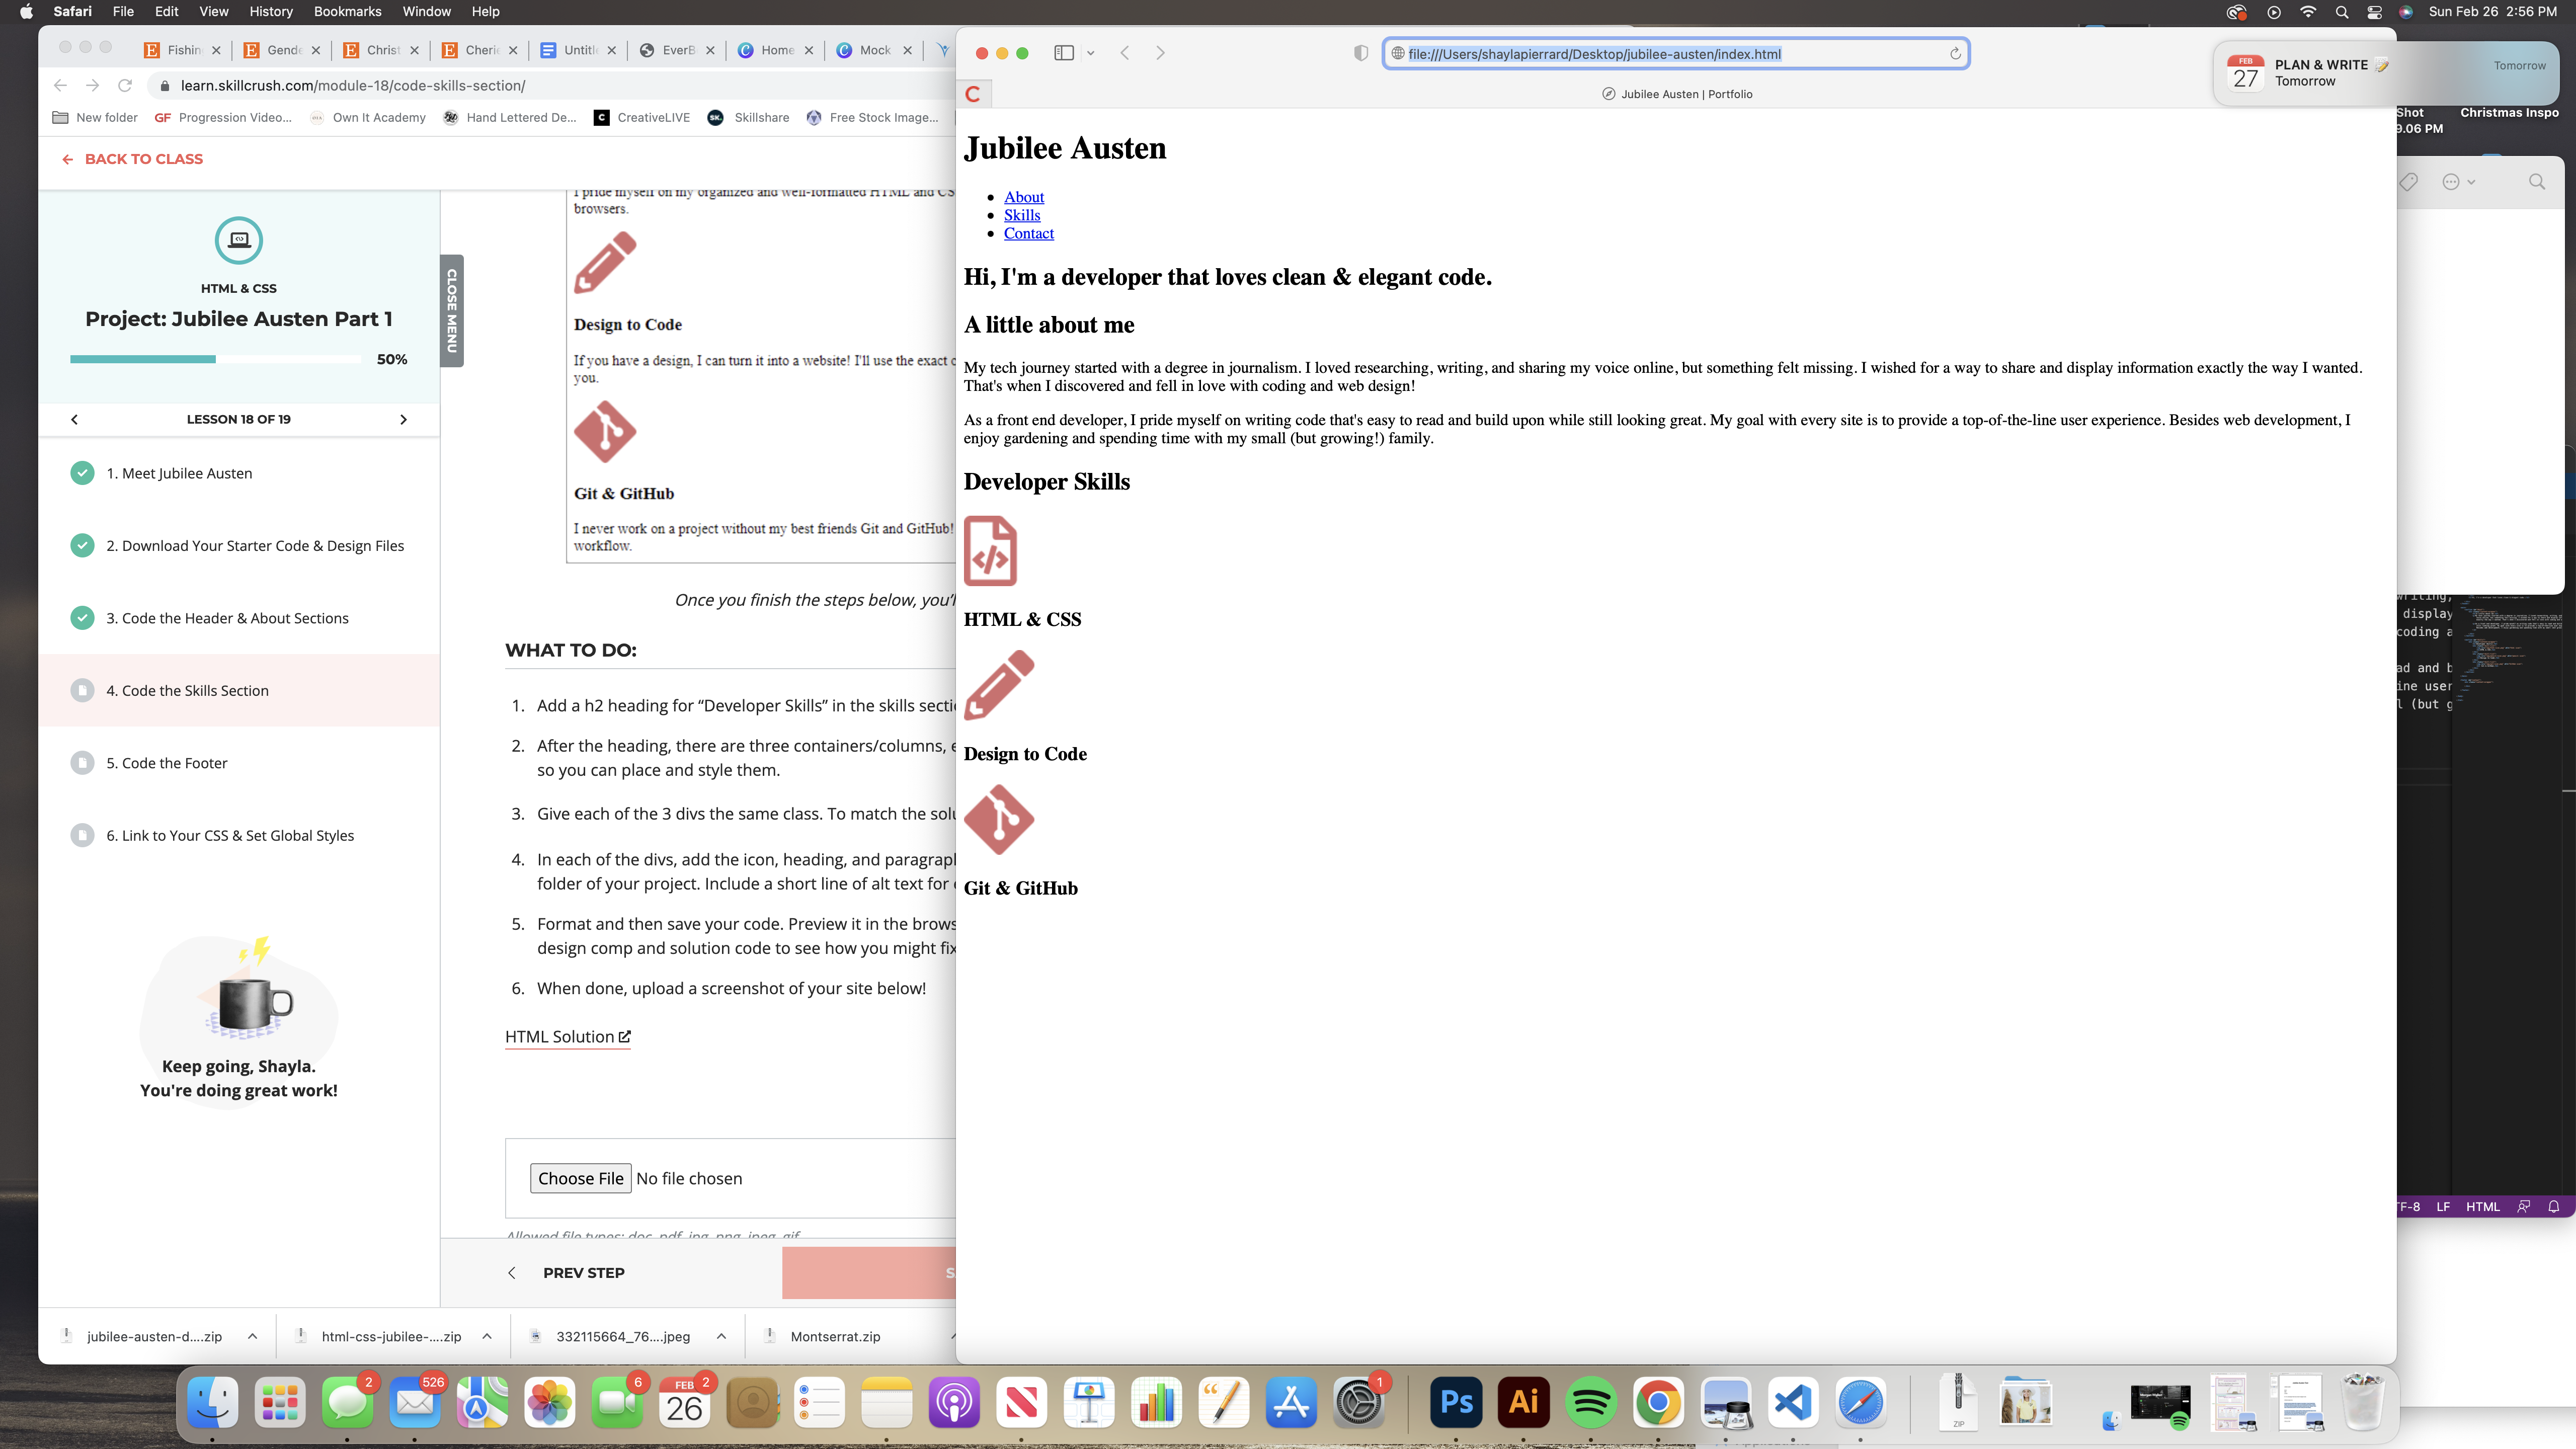 Safari File Edit View History Bookmarks Window Help
Sun Feb 26 2:56 PM
Fishin
Gende
Christ
Cherie
Untitl
EverB
Home
Mock
learn.skillcrush.com/module-18/code-skills-section/
New folder
GF Progression Video...
Own It Academy
Hand Lettered De...
CreativeLIVE
Skillshare
Free Stock Image...
BACK TO CLASS
HTML & CSS
Project: Jubilee Austen Part 1
50%
LESSON 18 OF 19
1. Meet Jubilee Austen
2. Download Your Starter Code & Design Files
3. Code the Header & About Sections
4. Code the Skills Section
5. Code the Footer
6. Link to Your CSS & Set Global Styles
Keep going, Shayla.
You're doing great work!
CLOSE MENU
I pride myself on my organized and well-formatted HTML and CS
browsers.
Design to Code
If you have a design, I can turn it into a website! I'll use the exact c
you.
Git & GitHub
I never work on a project without my best friends Git and GitHub!
workflow.
Once you finish the steps below, you'l
WHAT TO DO:
1. Add a h2 heading for “Developer Skills” in the skills secti
2. After the heading, there are three containers/columns, e
so you can place and style them.
3. Give each of the 3 divs the same class. To match the solu
4. In each of the divs, add the icon, heading, and paragraph
folder of your project. Include a short line of alt text for
5. Format and then save your code. Preview it in the brows
design comp and solution code to see how you might fix
6. When done, upload a screenshot of your site below!
HTML Solution
Choose File No file chosen
Allowed file types: doc, pdf, jpg, png, jpeg, gif
PREV STEP
S
jubilee-austen-d....zip
html-css-jubilee-....zip
332115664_76....jpeg
Montserrat.zip
file:///Users/shaylapierrard/Desktop/jubilee-austen/index.html
C
Jubilee Austen | Portfolio
Jubilee Austen
About
Skills
Contact
Hi, I'm a developer that loves clean & elegant code.
A little about me
My tech journey started with a degree in journalism. I loved researching, writing, and sharing my voice online, but something felt missing. I wished for a way to share and display information exactly the way I wanted.
That's when I discovered and fell in love with coding and web design!
As a front end developer, I pride myself on writing code that's easy to read and build upon while still looking great. My goal with every site is to provide a top-of-the-line user experience. Besides web development, I
enjoy gardening and spending time with my small (but growing!) family.
Developer Skills
HTML & CSS
Design to Code
Git & GitHub
FEB
27
PLAN & WRITE
Tomorrow
Tomorrow
Shot
9.06 PM
Christmas Inspo
writing,
display
coding a
ad and b
ine user
l (but g
TF-8 LF HTML
2
526
6
FEB
26
2
1
Ps
Ai
ZIP